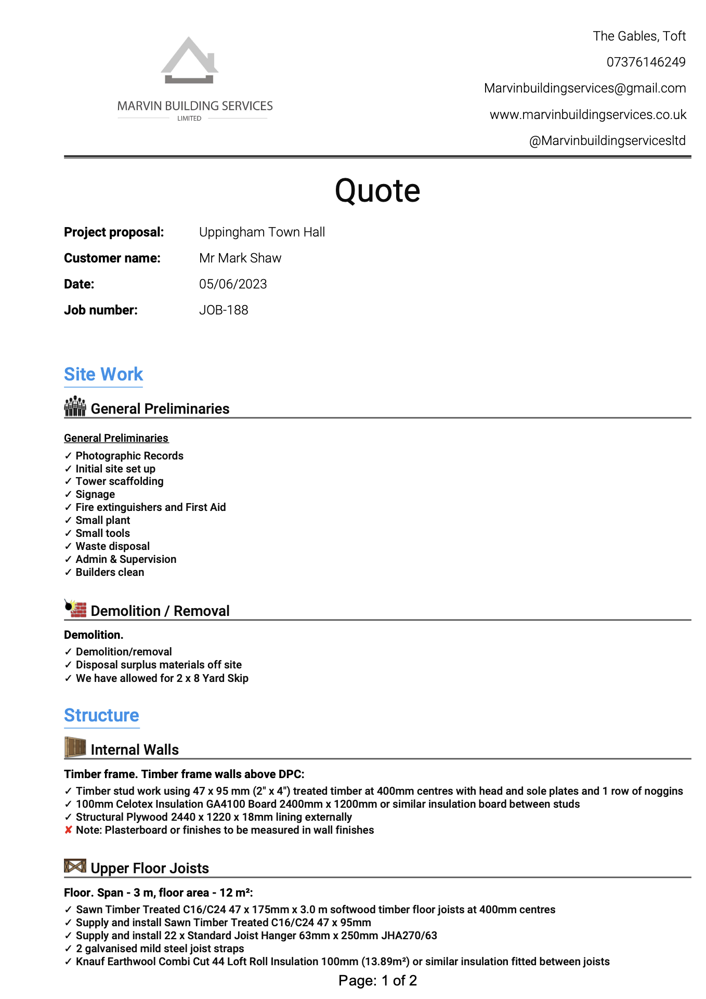 MARVIN BUILDING SERVICES
LIMITED
The Gables, Toft
07376146249
Marvinbuildingservices@gmail.com
www.marvinbuildingservices.co.uk
@Marvinbuildingservicesltd
Quote
Project proposal: Uppingham Town Hall
Customer name: Mr Mark Shaw
Date: 05/06/2023
Job number: JOB-188
Site Work
General Preliminaries
General Preliminaries
✓ Photographic Records
✓ Initial site set up
✓ Tower scaffolding
✓ Signage
✓ Fire extinguishers and First Aid
✓ Small plant
✓ Small tools
✓ Waste disposal
✓ Admin & Supervision
✓ Builders clean
Demolition / Removal
Demolition.
✓ Demolition/removal
✓ Disposal surplus materials off site
✓ We have allowed for 2 x 8 Yard Skip
Structure
Internal Walls
Timber frame. Timber frame walls above DPC:
✓ Timber stud work using 47 x 95 mm (2" x 4") treated timber at 400mm centres with head and sole plates and 1 row of noggins
✓ 100mm Celotex Insulation GA4100 Board 2400mm x 1200mm or similar insulation board between studs
✓ Structural Plywood 2440 x 1220 x 18mm lining externally
✘ Note: Plasterboard or finishes to be measured in wall finishes
Upper Floor Joists
Floor. Span - 3 m, floor area - 12 m²:
✓ Sawn Timber Treated C16/C24 47 x 175mm x 3.0 m softwood timber floor joists at 400mm centres
✓ Supply and install Sawn Timber Treated C16/C24 47 x 95mm
✓ Supply and install 22 x Standard Joist Hanger 63mm x 250mm JHA270/63
✓ 2 galvanised mild steel joist straps
✓ Knauf Earthwool Combi Cut 44 Loft Roll Insulation 100mm (13.89m²) or similar insulation fitted between joists
Page: 1 of 2